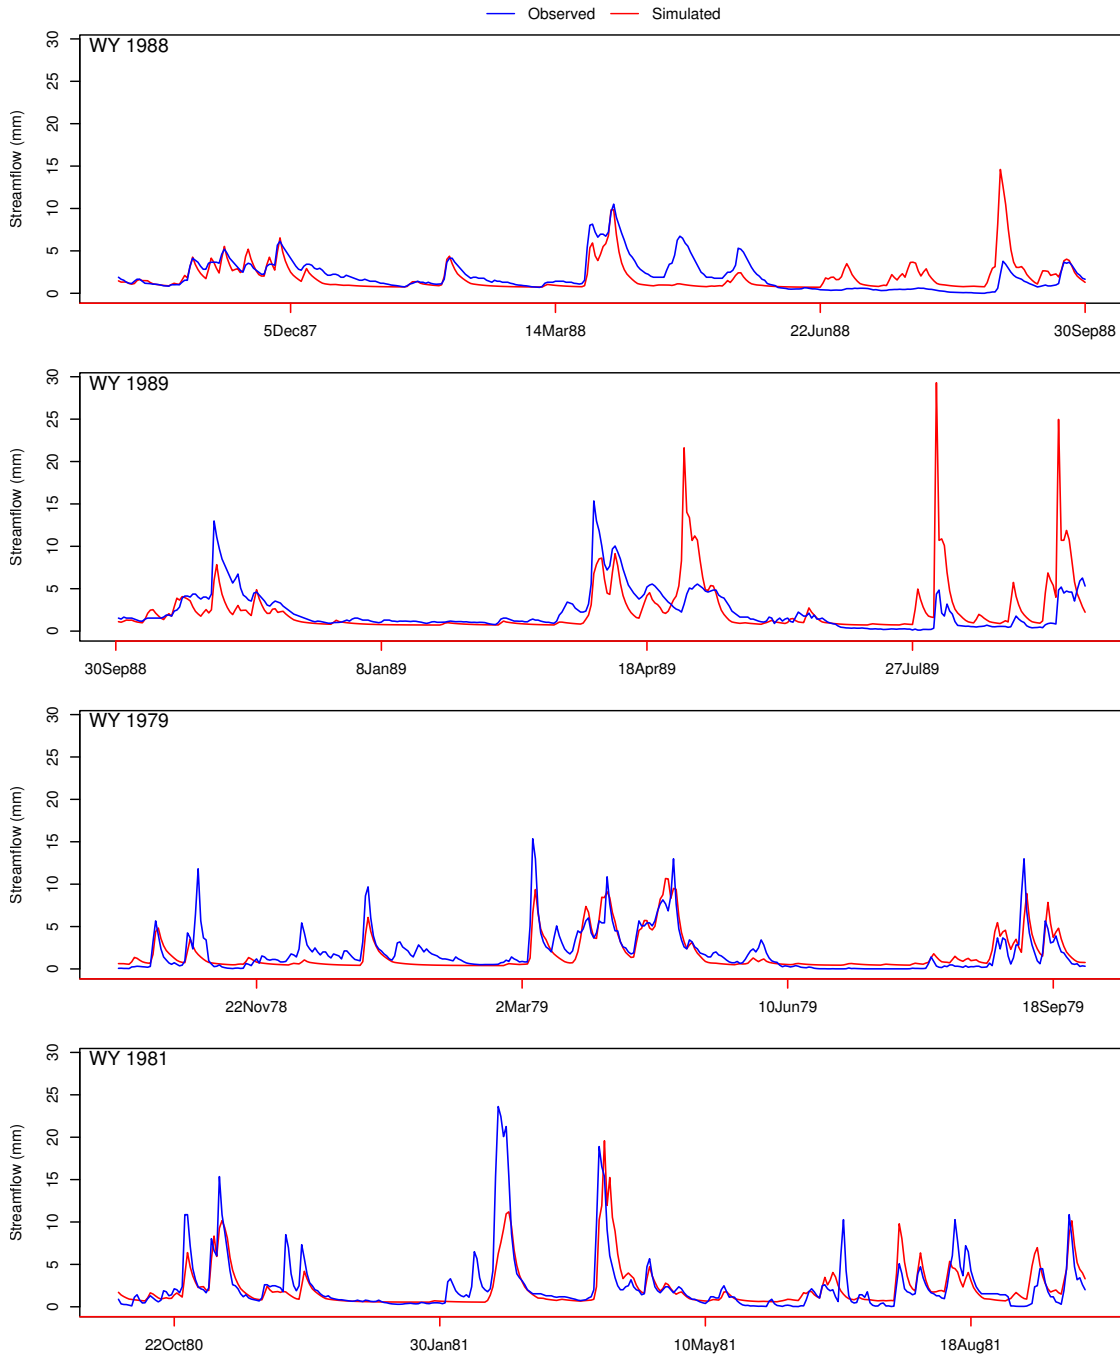 Observed Simulated
WY 1988
Streamflow (mm)
30
25
20
15
10
5
0
5Dec87 14Mar88 22Jun88 30Sep88
WY 1989
Streamflow (mm)
30
25
20
15
10
5
0
30Sep88 8Jan89 18Apr89 27Jul89
WY 1979
Streamflow (mm)
30
25
20
15
10
5
0
22Nov78 2Mar79 10Jun79 18Sep79
WY 1981
Streamflow (mm)
30
25
20
15
10
5
0
22Oct80 30Jan81 10May81 18Aug81